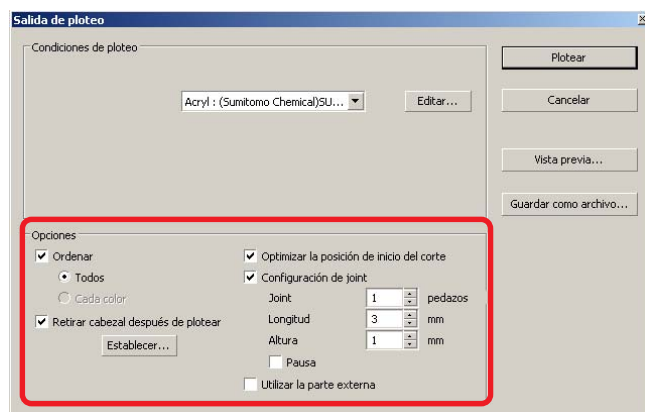 Salida de ploteo
Condiciones de ploteo
Acryl : (Sumitomo Chemical)SU...
Editar...
Plotear
Cancelar
Vista previa...
Guardar como archivo...
Opciones
Ordenar
Todos
Cada color
Retirar cabezal después de plotear
Establecer...
Optimizar la posición de inicio del corte
Configuración de joint
Joint 1 pedazos
Longitud 3 mm
Altura 1 mm
Pausa
Utilizar la parte externa